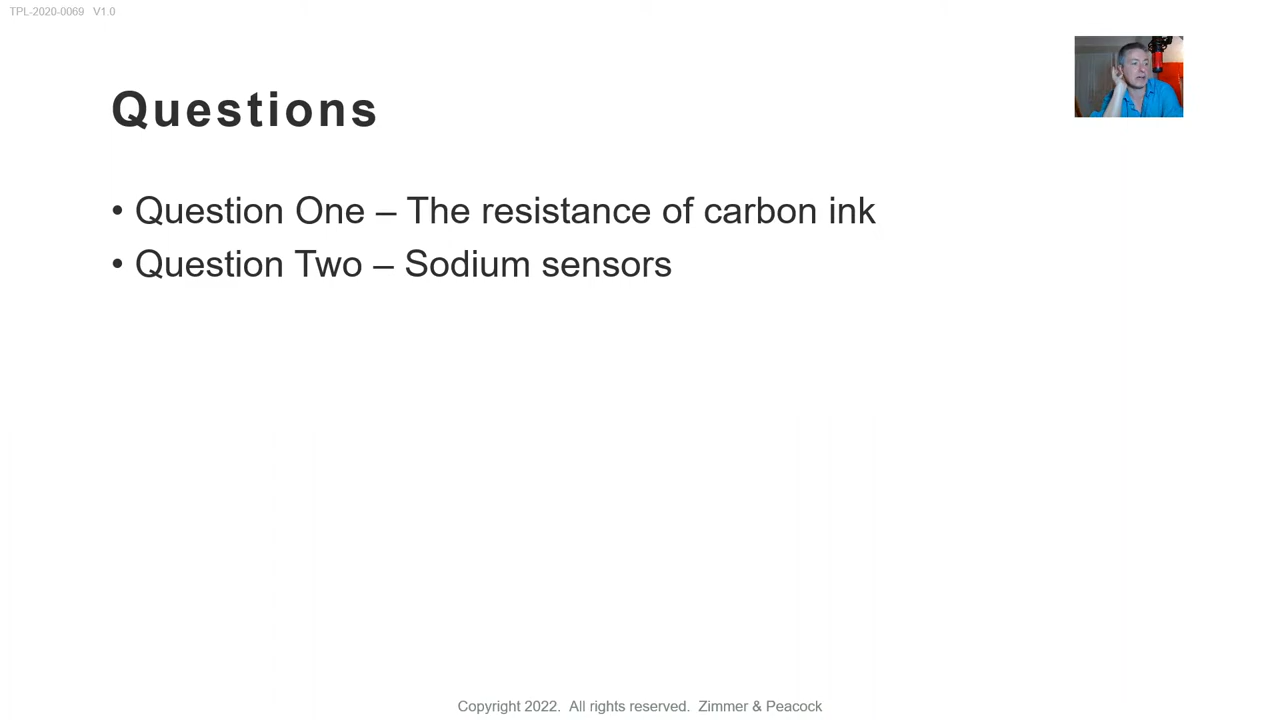 TPL-2020-0069 V1.0
Questions
• Question One – The resistance of carbon ink
• Question Two – Sodium sensors
Copyright 2022. All rights reserved. Zimmer & Peacock